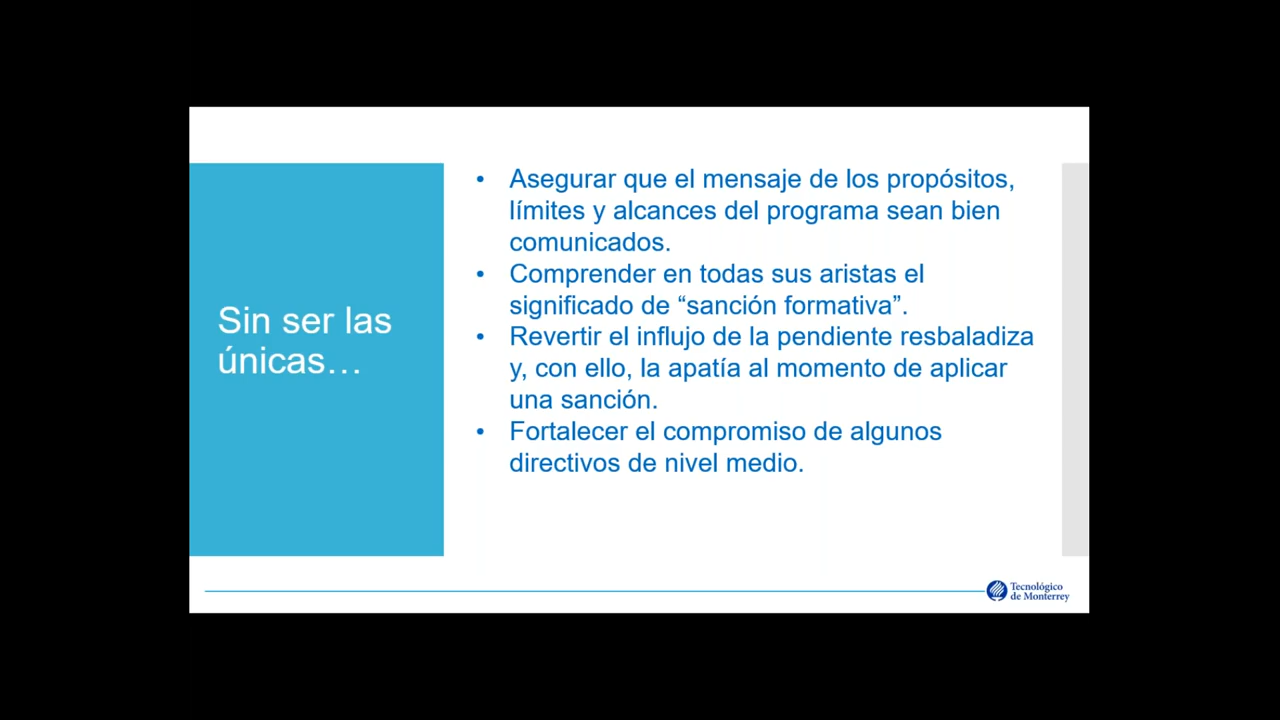 Sin ser las
únicas…
• Asegurar que el mensaje de los propósitos,
límites y alcances del programa sean bien
comunicados.
• Comprender en todas sus aristas el
significado de “sanción formativa”.
• Revertir el influjo de la pendiente resbaladiza
y, con ello, la apatía al momento de aplicar
una sanción.
• Fortalecer el compromiso de algunos
directivos de nivel medio.
Tecnológico
de Monterrey